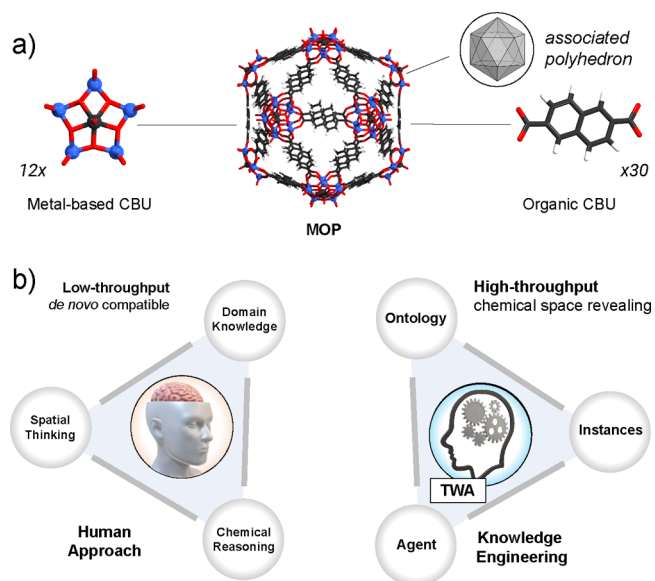 a)
associated
polyhedron
12x
x30
Metal-based CBU
Organic CBU
MOP
b)
Low-throughput
de novo compatible
High-throughput
chemical space revealing
Domain
Knowledge
Ontology
Spatial
Thinking
Instances
TWA
Human
Approach
Chemical
Reasoning
Agent
Knowledge
Engineering